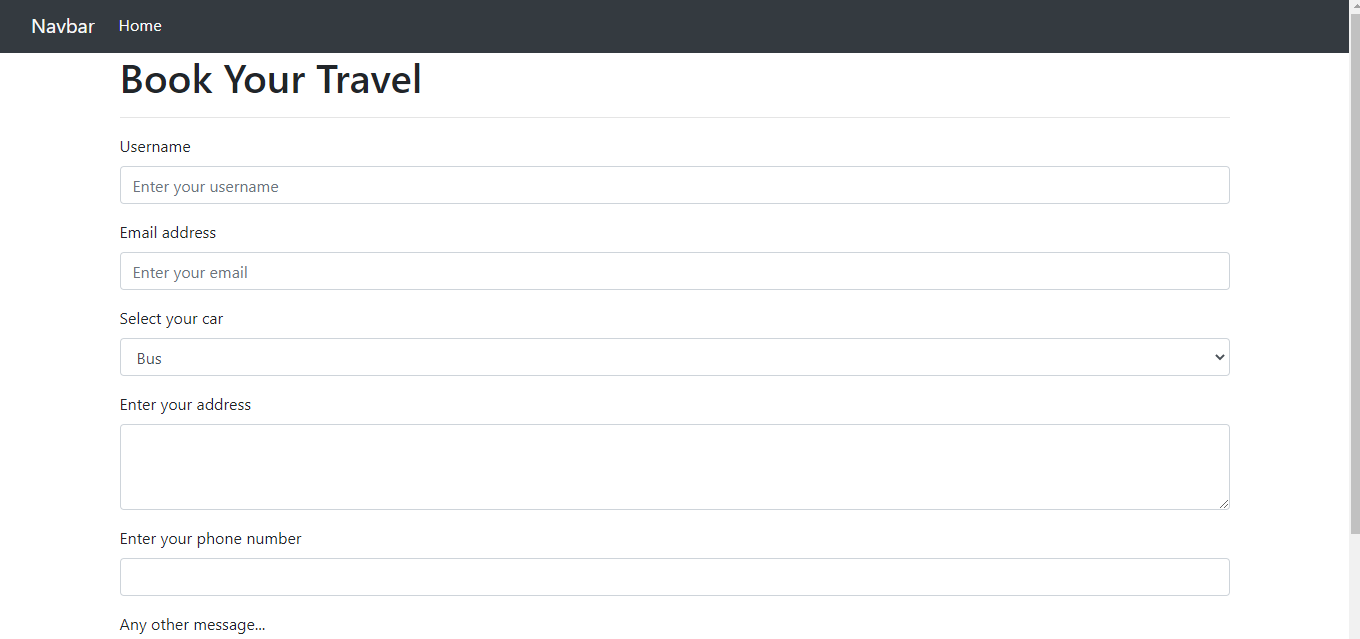 Navbar Home
Book Your Travel
Username
Enter your username
Email address
Enter your email
Select your car
Bus
Enter your address
Enter your phone number
Any other message...